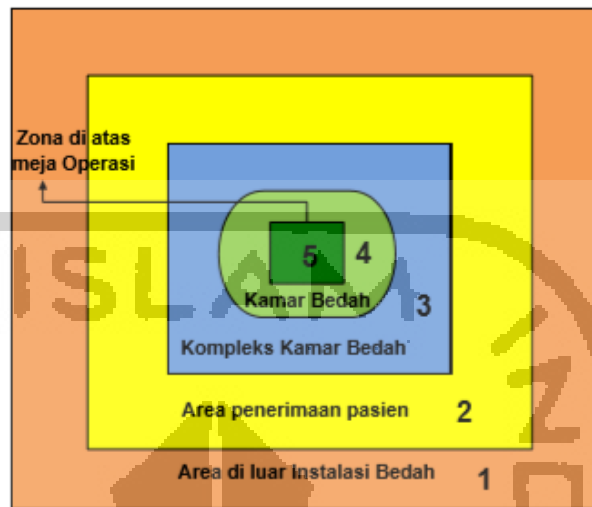 Zona di atas
meja Operasi
5
4
Kamar Bedah
3
Kompleks Kamar Bedah
Area penerimaan pasien
2
Area di luar instalasi Bedah
1
ISLAM